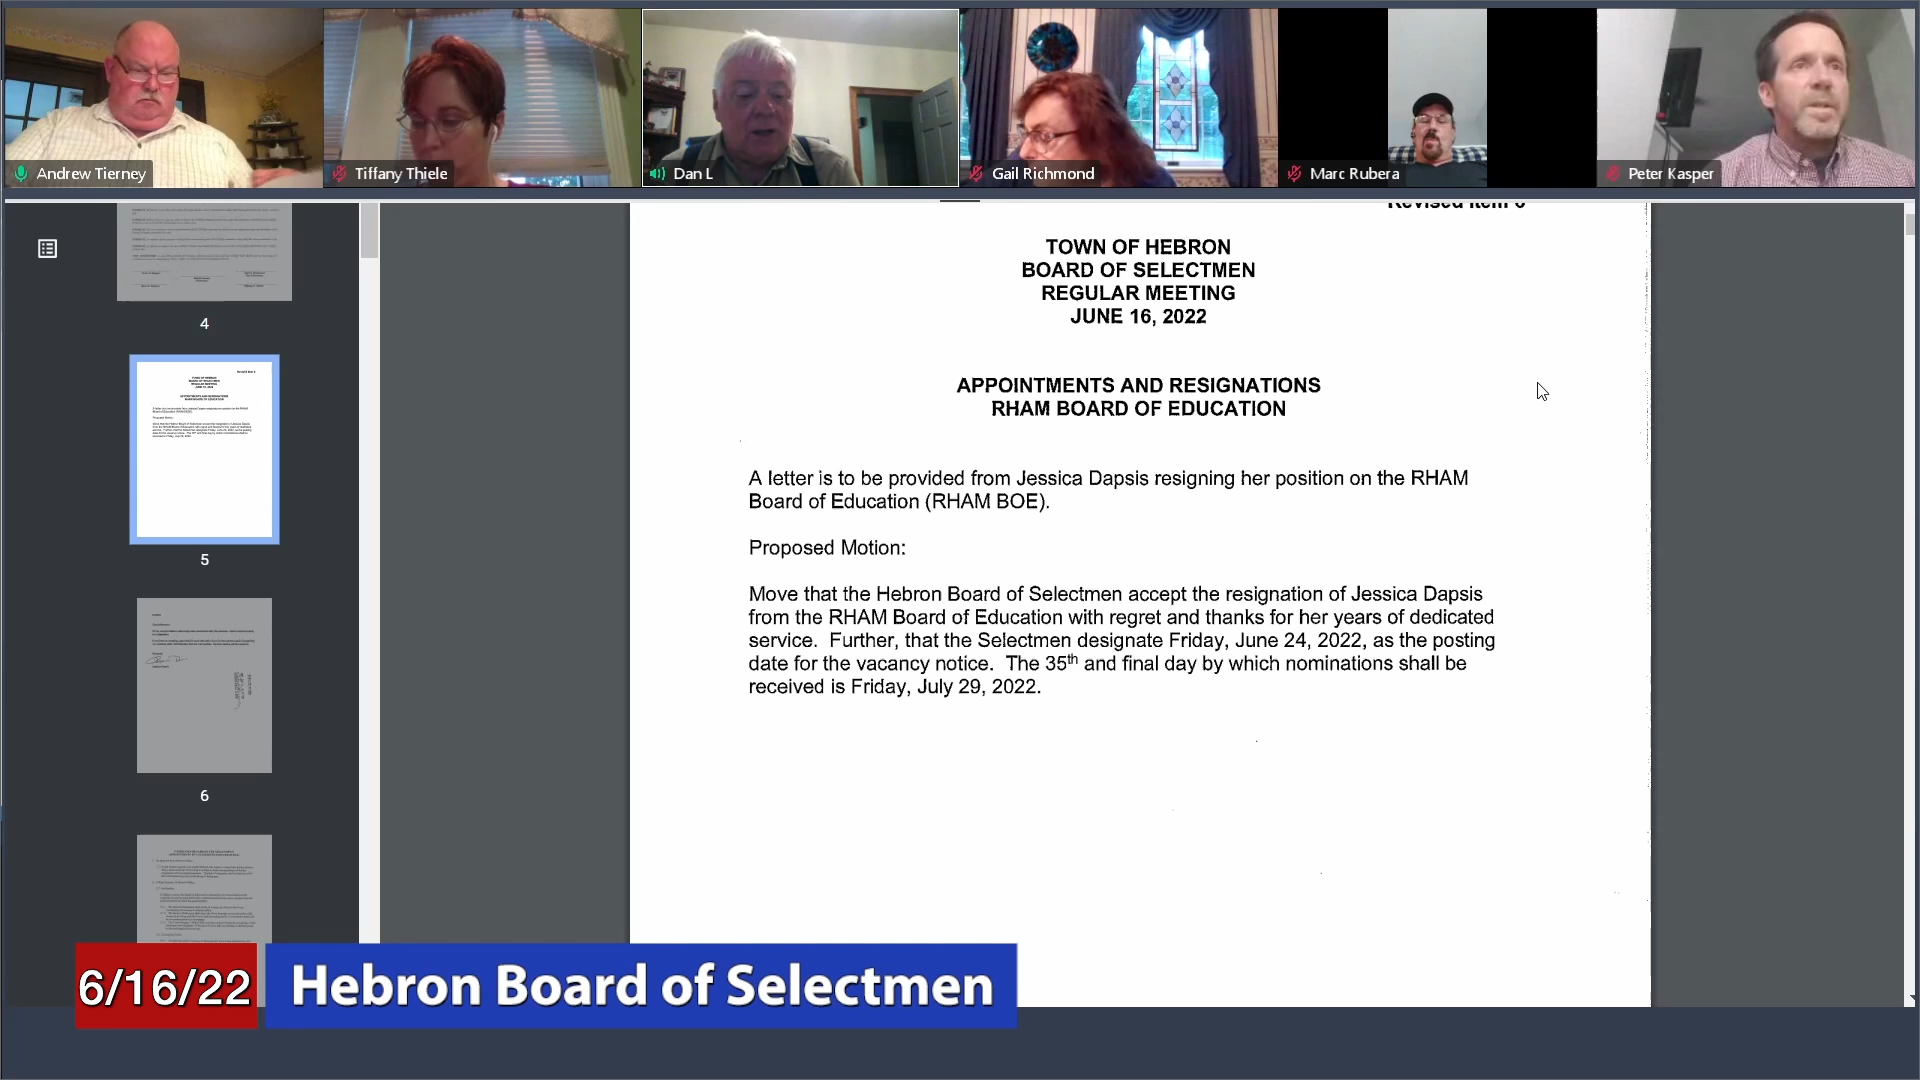 Andrew Tierney
Tiffany Thiele
Dan L
Gail Richmond
Marc Rubera
Peter Kasper
TOWN OF HEBRON
BOARD OF SELECTMEN
REGULAR MEETING
JUNE 16, 2022
APPOINTMENTS AND RESIGNATIONS
RHAM BOARD OF EDUCATION
A letter is to be provided from Jessica Dapsis resigning her position on the RHAM
Board of Education (RHAM BOE).
Proposed Motion:
Move that the Hebron Board of Selectmen accept the resignation of Jessica Dapsis
from the RHAM Board of Education with regret and thanks for her years of dedicated
service. Further, that the Selectmen designate Friday, June 24, 2022, as the posting
date for the vacancy notice. The 35th and final day by which nominations shall be
received is Friday, July 29, 2022.
4
5
6
6/16/22
Hebron Board of Selectmen